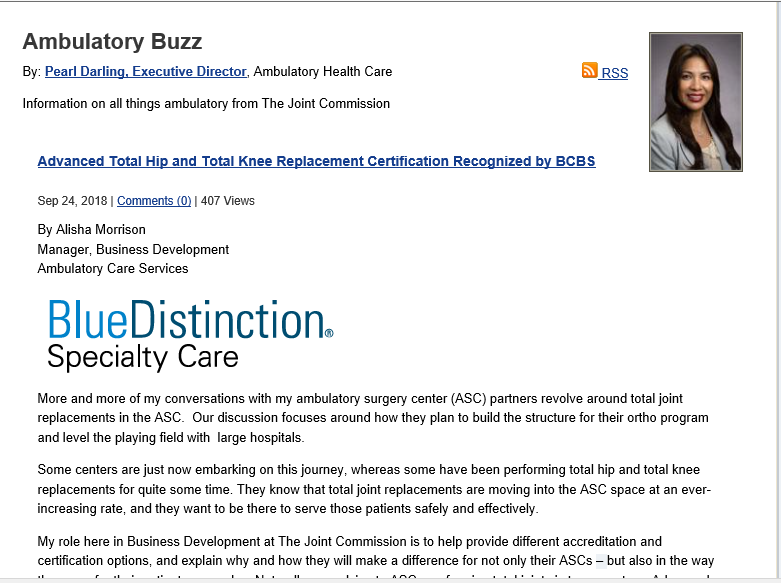 Ambulatory Buzz
By: Pearl Darling, Executive Director, Ambulatory Health Care
RSS
Information on all things ambulatory from The Joint Commission
Advanced Total Hip and Total Knee Replacement Certification Recognized by BCBS
Sep 24, 2018 | Comments (0) | 407 Views
By Alisha Morrison
Manager, Business Development
Ambulatory Care Services
BlueDistinction®
Specialty Care
More and more of my conversations with my ambulatory surgery center (ASC) partners revolve around total joint
replacements in the ASC.  Our discussion focuses around how they plan to build the structure for their ortho program
and level the playing field with  large hospitals.
Some centers are just now embarking on this journey, whereas some have been performing total hip and total knee
replacements for quite some time. They know that total joint replacements are moving into the ASC space at an ever-
increasing rate, and they want to be there to serve those patients safely and effectively.
My role here in Business Development at The Joint Commission is to help provide different accreditation and
certification options, and explain why and how they will make a difference for not only their ASCs – but also in the way